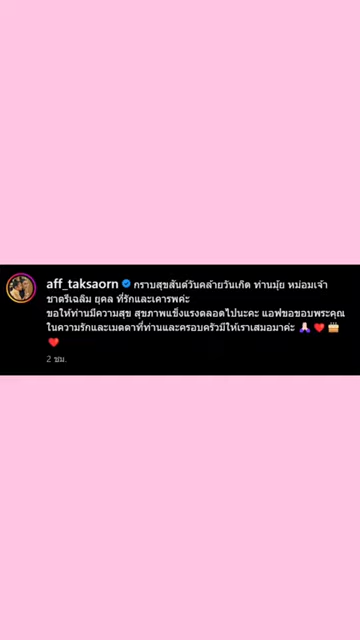 aff_taksaorn กราบสุขสันต์วันคล้ายวันเกิด ท่านมุ้ย หม่อมเจ้า
ชาตรีเฉลิม ยุคล ที่รักและเคารพค่ะ
ขอให้ท่านมีความสุข สุขภาพแข็งแรงตลอดไปนะคะ แอฟขอขอบพระคุณ
ในความรักและเมตตาที่ท่านและครอบครัวมีให้เราเสมอมาค่ะ 🙏🏻❤️🎂
❤️
2 ชม.